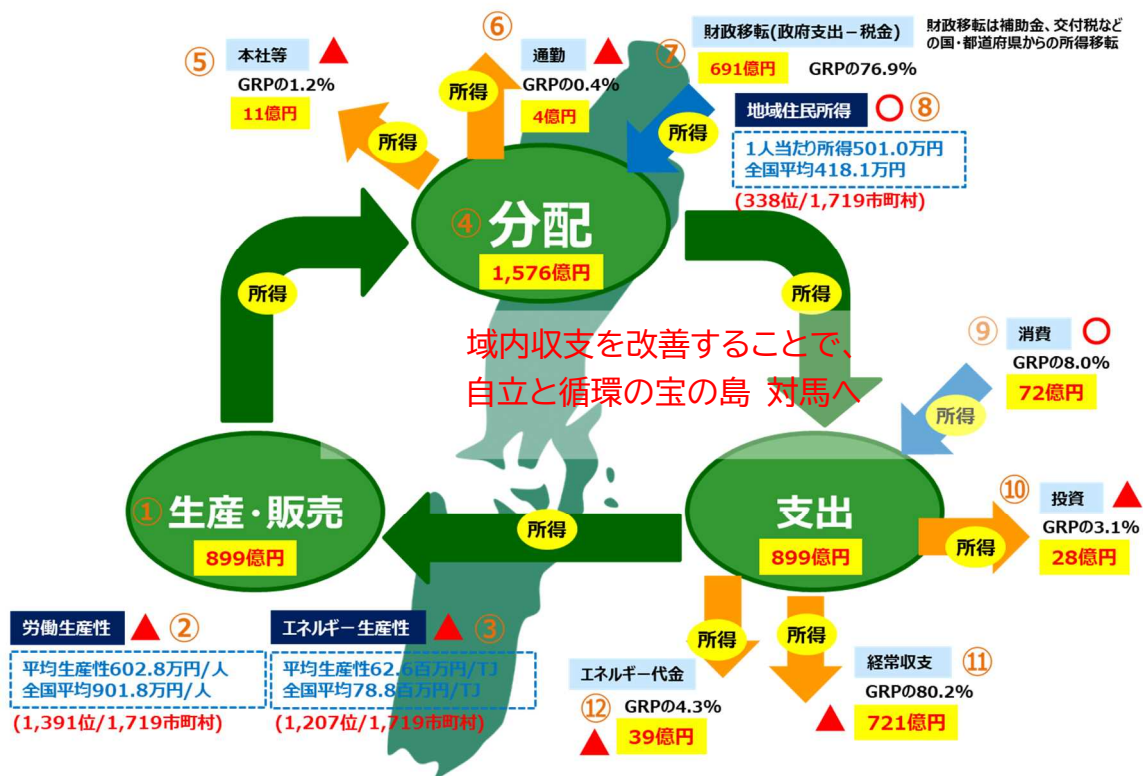 ⑤
本社等 ▲
GRPの1.2%
11億円
⑥
通勤 ▲
GRPの0.4%
4億円
⑦
財政移転(政府支出－税金)
691億円 GRPの76.9%
財政移転は補助金、交付税など
の国・都道府県からの所得移転
所得
所得
所得
地域住民所得 ○ ⑧
1人当たり所得501.0万円
全国平均418.1万円
(338位/1,719市町村)
④ 分配
1,576億円
所得
所得
域内収支を改善することで、
自立と循環の宝の島 対馬へ
⑨ 消費 ○
GRPの8.0%
72億円
所得
① 生産・販売
899億円
所得
支出
899億円
所得
⑩ 投資 ▲
GRPの3.1%
28億円
労働生産性 ▲ ②
平均生産性602.8万円/人
全国平均901.8万円/人
(1,391位/1,719市町村)
エネルギー生産性 ▲ ③
平均生産性62.6百万円/TJ
全国平均78.8百万円/TJ
(1,207位/1,719市町村)
所得
所得
エネルギー代金
⑫ GRPの4.3%
▲ 39億円
経常収支 ⑪
GRPの80.2%
▲ 721億円